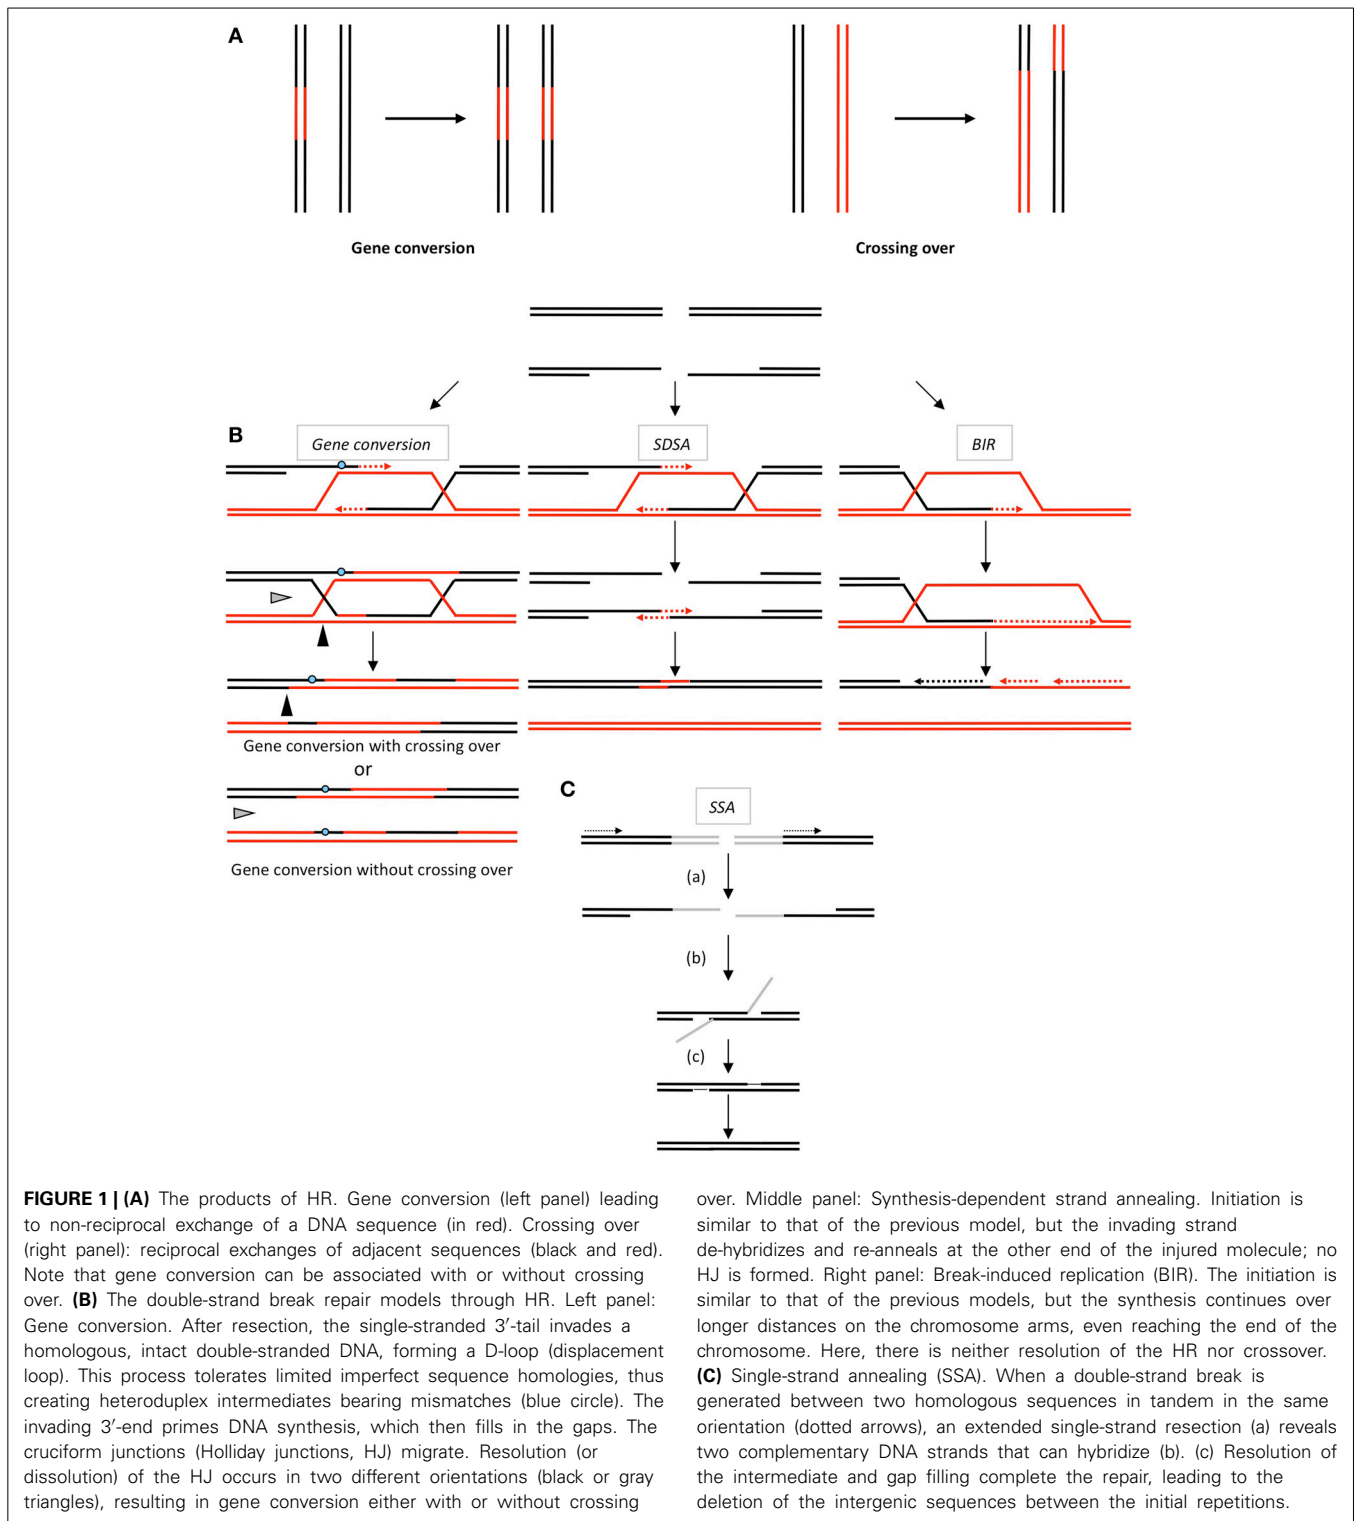 A
Gene conversion
Crossing over
B
Gene conversion
SDSA
BIR
Gene conversion with crossing over
or
Gene conversion without crossing over
C
SSA
(a)
(b)
(c)
FIGURE 1 | (A) The products of HR. Gene conversion (left panel) leading
to non-reciprocal exchange of a DNA sequence (in red). Crossing over
(right panel): reciprocal exchanges of adjacent sequences (black and red).
Note that gene conversion can be associated with or without crossing
over. (B) The double-strand break repair models through HR. Left panel:
Gene conversion. After resection, the single-stranded 3′-tail invades a
homologous, intact double-stranded DNA, forming a D-loop (displacement
loop). This process tolerates limited imperfect sequence homologies, thus
creating heteroduplex intermediates bearing mismatches (blue circle). The
invading 3′-end primes DNA synthesis, which then fills in the gaps. The
cruciform junctions (Holliday junctions, HJ) migrate. Resolution (or
dissolution) of the HJ occurs in two different orientations (black or gray
triangles), resulting in gene conversion either with or without crossing
over. Middle panel: Synthesis-dependent strand annealing. Initiation is
similar to that of the previous model, but the invading strand
de-hybridizes and re-anneals at the other end of the injured molecule; no
HJ is formed. Right panel: Break-induced replication (BIR). The initiation is
similar to that of the previous models, but the synthesis continues over
longer distances on the chromosome arms, even reaching the end of the
chromosome. Here, there is neither resolution of the HR nor crossover.
(C) Single-strand annealing (SSA). When a double-strand break is
generated between two homologous sequences in tandem in the same
orientation (dotted arrows), an extended single-strand resection (a) reveals
two complementary DNA strands that can hybridize (b). (c) Resolution of
the intermediate and gap filling complete the repair, leading to the
deletion of the intergenic sequences between the initial repetitions.